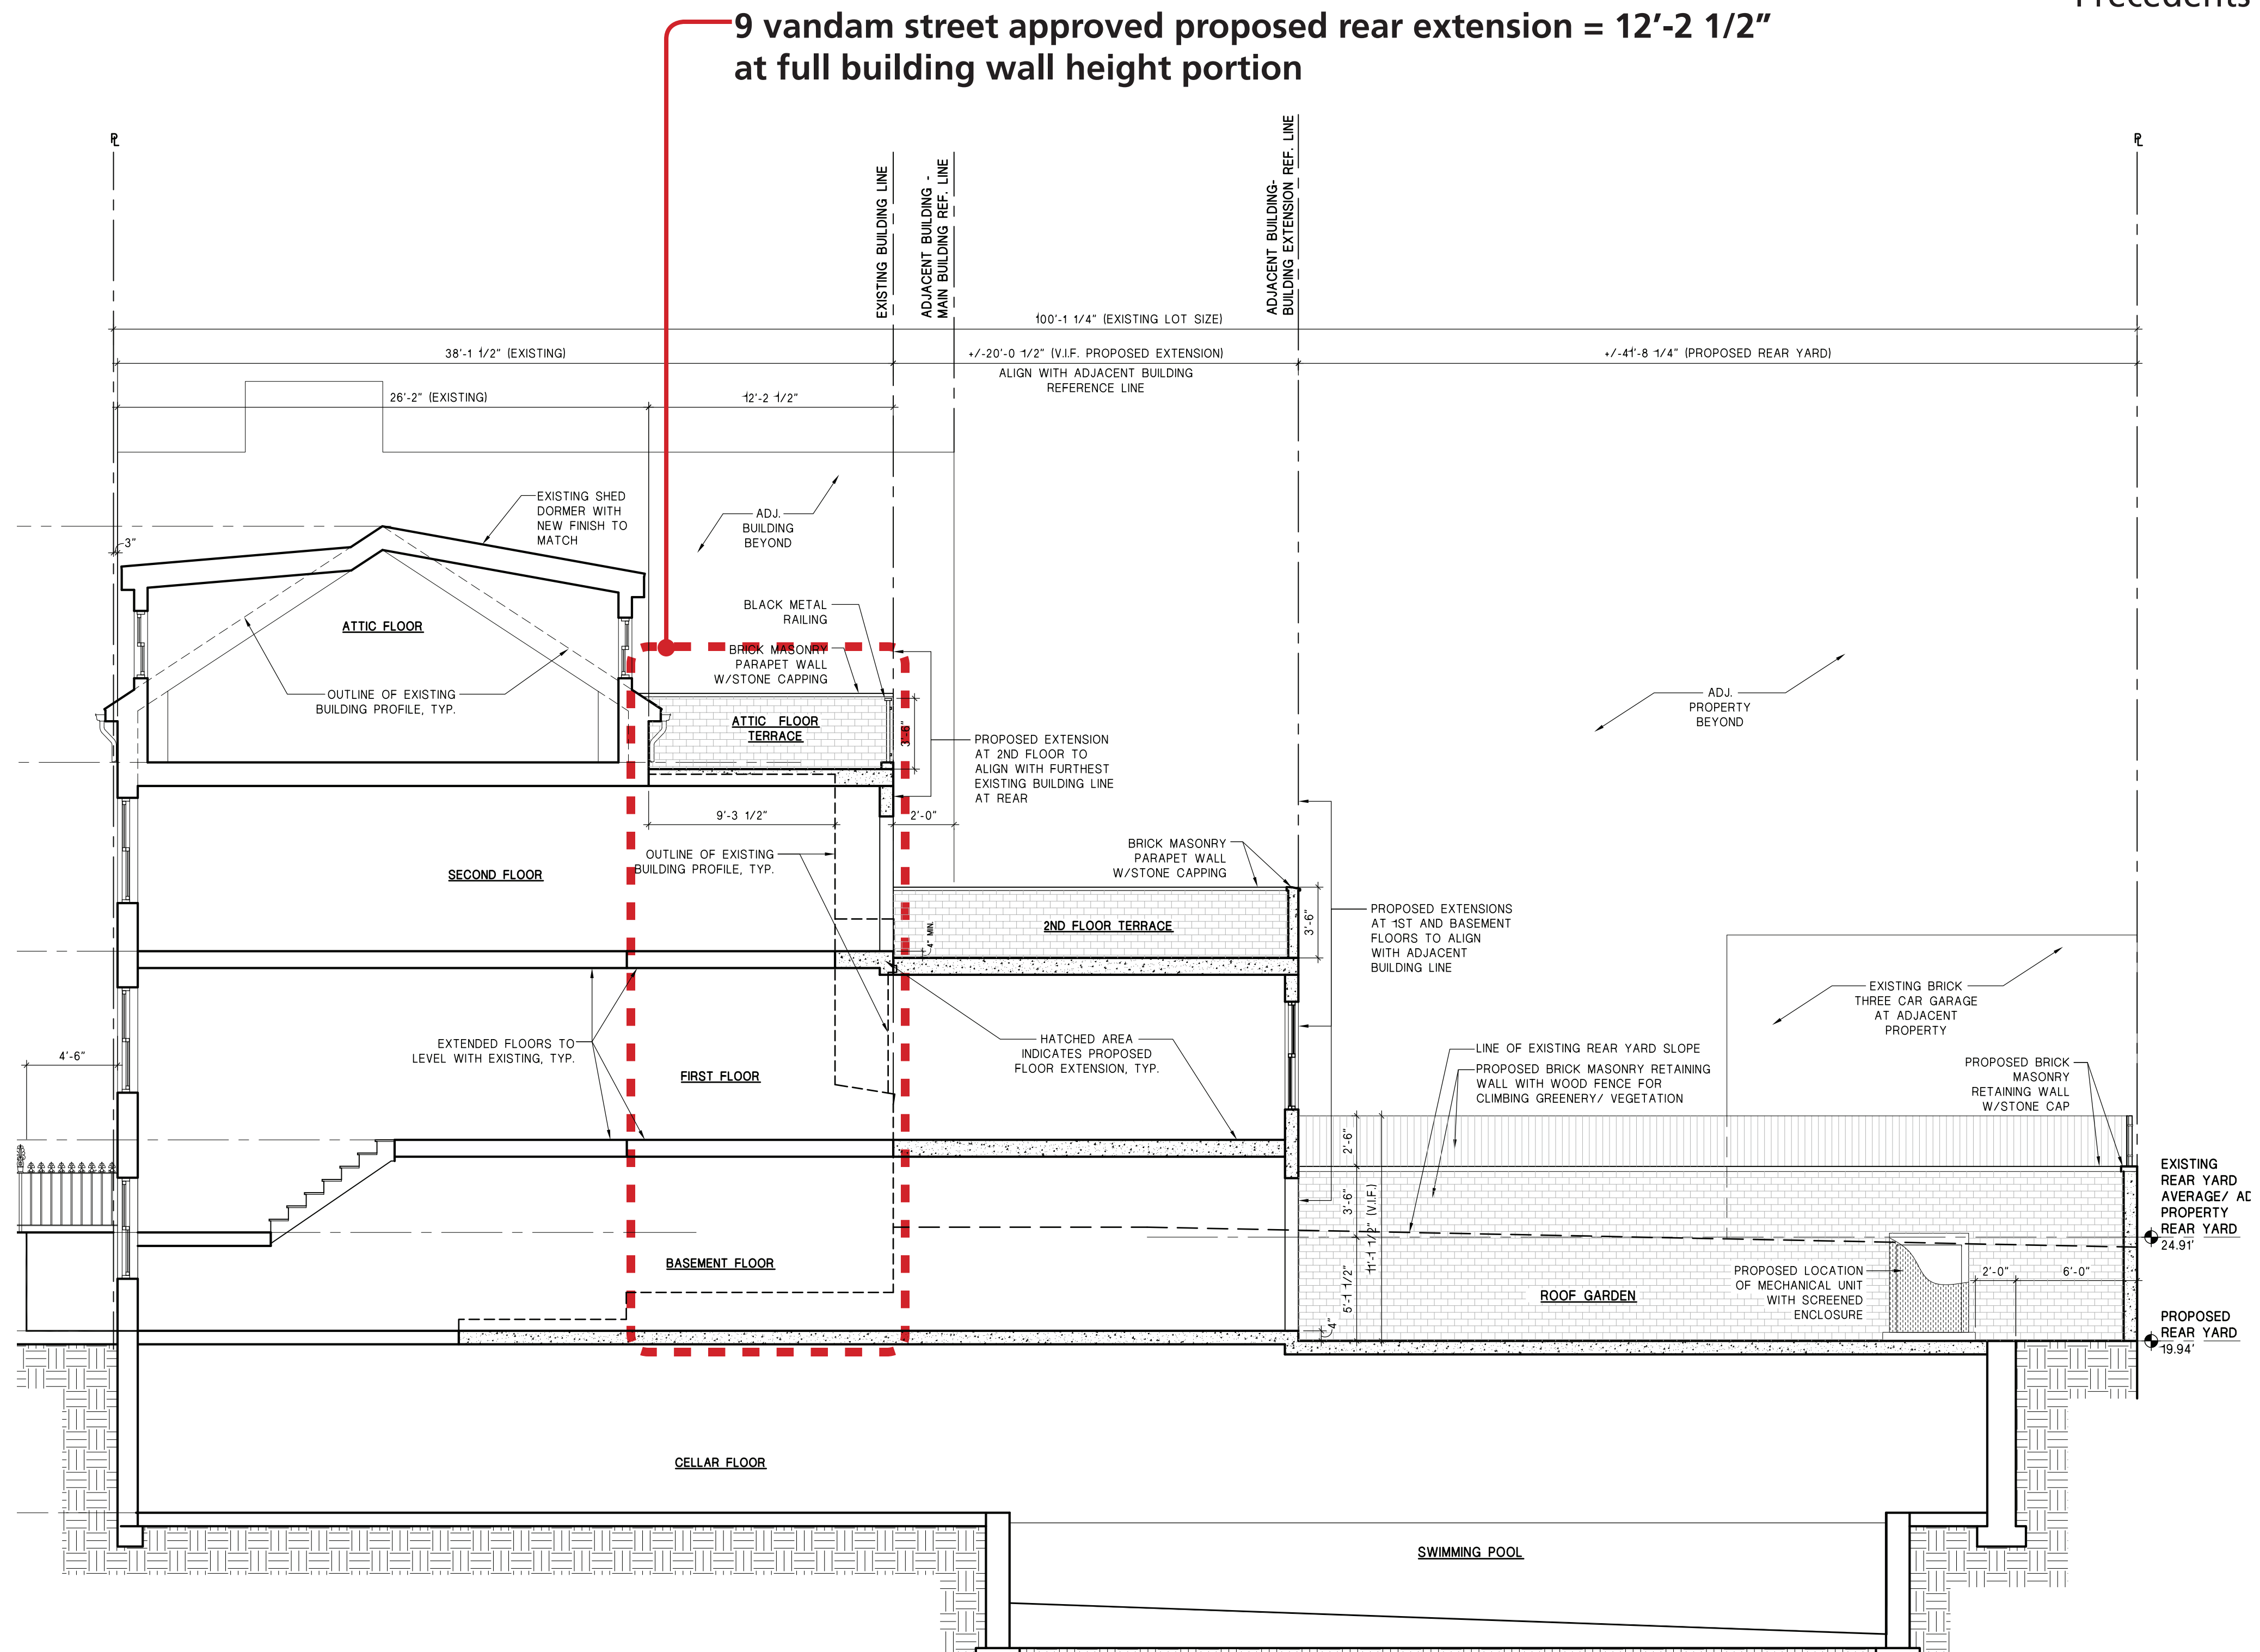 Precedents
9 vandam street approved proposed rear extension = 12'-2 1/2"
at full building wall height portion
PL
PL
EXISTING BUILDING LINE
ADJACENT BUILDING -
MAIN BUILDING REF. LINE
ADJACENT BUILDING-
BUILDING EXTENSION REF. LINE
100'-1 1/4" (EXISTING LOT SIZE)
38'-1 1/2" (EXISTING)
+/-20'-0 1/2" (V.I.F. PROPOSED EXTENSION)
+/-41'-8 1/4" (PROPOSED REAR YARD)
ALIGN WITH ADJACENT BUILDING
REFERENCE LINE
26'-2" (EXISTING)
12'-2 1/2"
EXISTING SHED
DORMER WITH
NEW FINISH TO
MATCH
3"
ADJ.
BUILDING
BEYOND
BLACK METAL
RAILING
ATTIC FLOOR
BRICK MASONRY
PARAPET WALL
W/STONE CAPPING
OUTLINE OF EXISTING
BUILDING PROFILE, TYP.
ATTIC FLOOR
TERRACE
3'-6"
PROPOSED EXTENSION
AT 2ND FLOOR TO
ALIGN WITH FURTHEST
EXISTING BUILDING LINE
AT REAR
ADJ.
PROPERTY
BEYOND
9'-3 1/2"
2'-0"
OUTLINE OF EXISTING
BUILDING PROFILE, TYP.
SECOND FLOOR
BRICK MASONRY
PARAPET WALL
W/STONE CAPPING
4" MIN.
2ND FLOOR TERRACE
3'-6"
PROPOSED EXTENSIONS
AT 1ST AND BASEMENT
FLOORS TO ALIGN
WITH ADJACENT
BUILDING LINE
EXISTING BRICK
THREE CAR GARAGE
AT ADJACENT
PROPERTY
4'-6"
EXTENDED FLOORS TO
LEVEL WITH EXISTING, TYP.
FIRST FLOOR
HATCHED AREA
INDICATES PROPOSED
FLOOR EXTENSION, TYP.
LINE OF EXISTING REAR YARD SLOPE
PROPOSED BRICK MASONRY RETAINING
WALL WITH WOOD FENCE FOR
CLIMBING GREENERY/ VEGETATION
PROPOSED BRICK
MASONRY
RETAINING WALL
W/STONE CAP
2'-6"
3'-6"
11'-1 1/2" (V.I.F.)
5'-1 1/2"
4"
EXISTING
REAR YARD
AVERAGE/ AD
PROPERTY
REAR YARD
24.91'
BASEMENT FLOOR
ROOF GARDEN
PROPOSED LOCATION
OF MECHANICAL UNIT
WITH SCREENED
ENCLOSURE
2'-0"
6'-0"
PROPOSED
REAR YARD
19.94'
CELLAR FLOOR
SWIMMING POOL